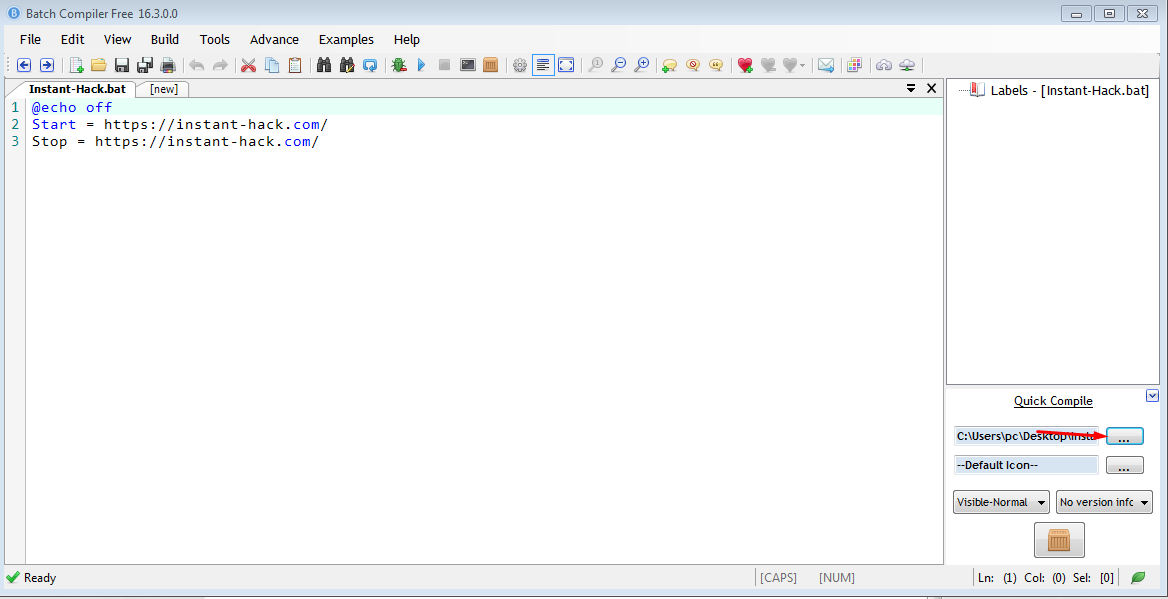 Batch Compiler Free 16.3.0.0
File Edit View Build Tools Advance Examples Help
Instant-Hack.bat [new]
1 @echo off
2 Start = https://instant-hack.com/
3 Stop = https://instant-hack.com/
Labels - [Instant-Hack.bat]
Quick Compile
C:\Users\pc\Desktop\ ...
--Default Icon-- ...
Visible-Normal No version info
Ready [CAPS] [NUM] Ln: (1) Col: (0) Sel: [0]